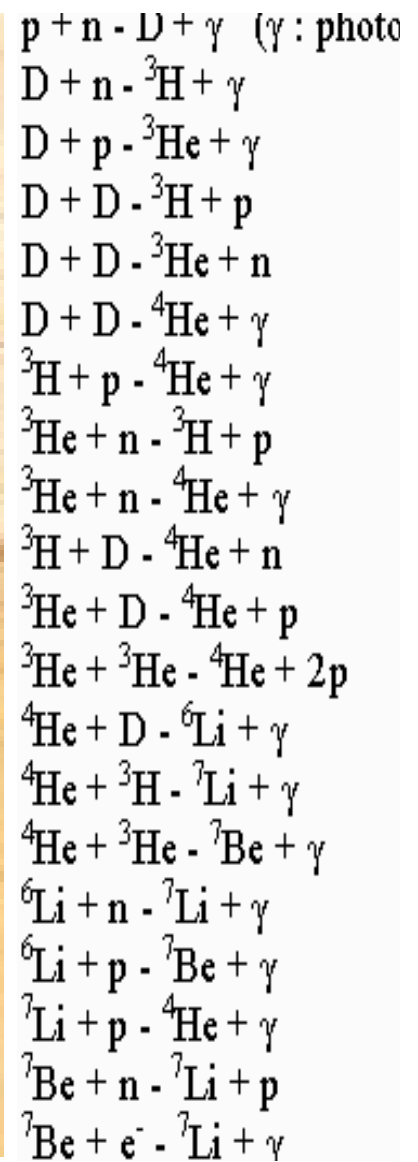 p + n - D + γ (γ : photo
D + n - ³H + γ
D + p - ³He + γ
D + D - ³H + p
D + D - ³He + n
D + D - ⁴He + γ
³H + p - ⁴He + γ
³He + n - ³H + p
³He + n - ⁴He + γ
³H + D - ⁴He + n
³He + D - ⁴He + p
³He + ³He - ⁴He + 2p
⁴He + D - ⁶Li + γ
⁴He + ³H - ⁷Li + γ
⁴He + ³He - ⁷Be + γ
⁶Li + n - ⁷Li + γ
⁶Li + p - ⁷Be + γ
⁷Li + p - ⁴He + γ
⁷Be + n - ⁷Li + p
⁷Be + e⁻ - ⁷Li + γ